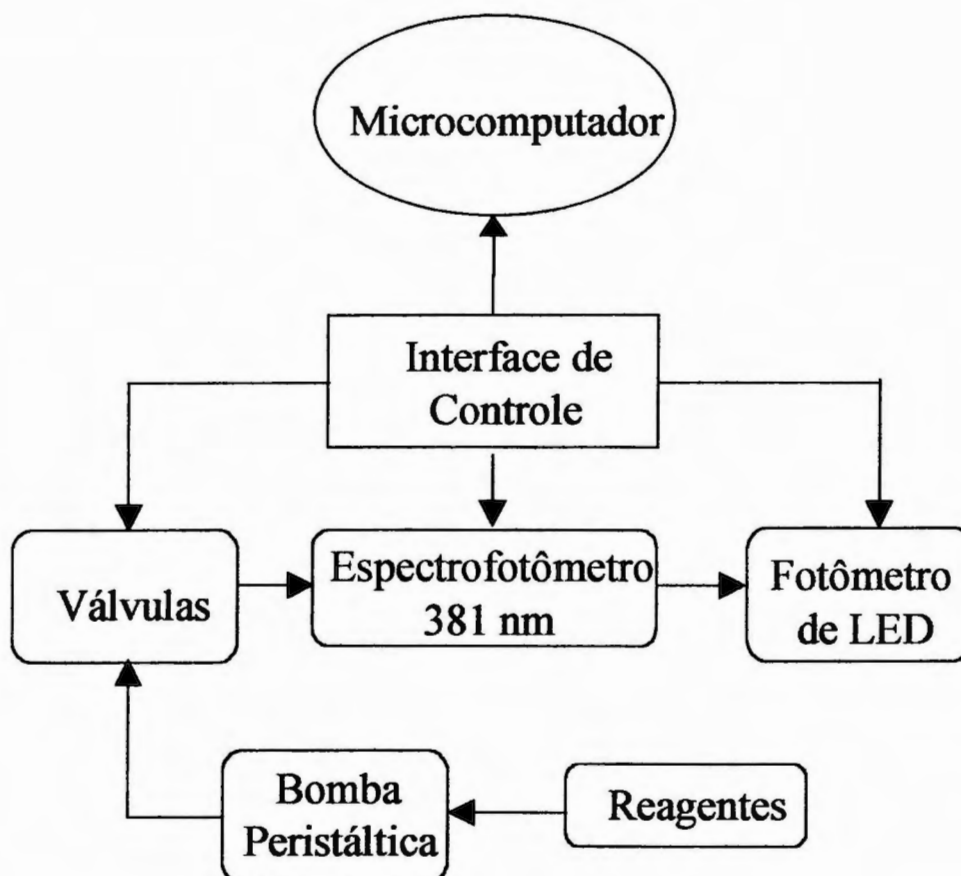 Microcomputador
Interface de
Controle
Válvulas
Espectrofotômetro
381 nm
Fotômetro
de LED
Bomba
Peristáltica
Reagentes